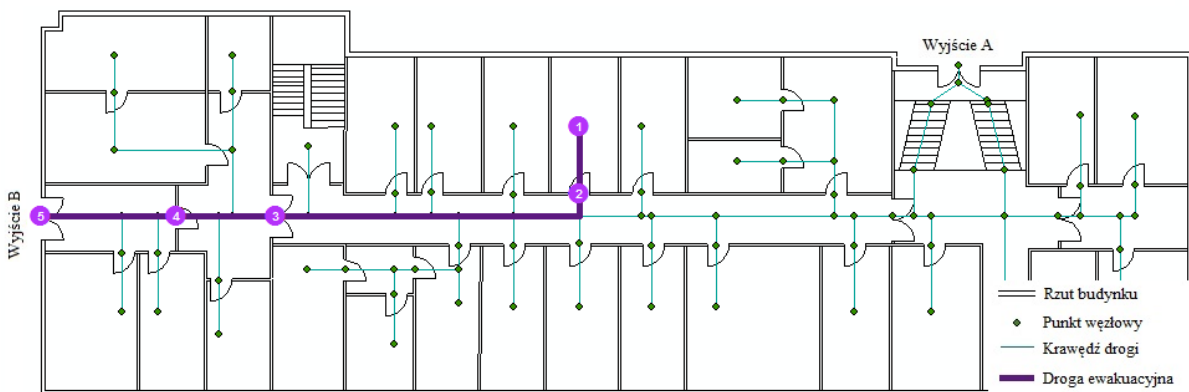 Wyjście A
1
2
5
4
3
Wyjście B
Rzut budynku
Punkt węzłowy
Krawędź drogi
Droga ewakuacyjna